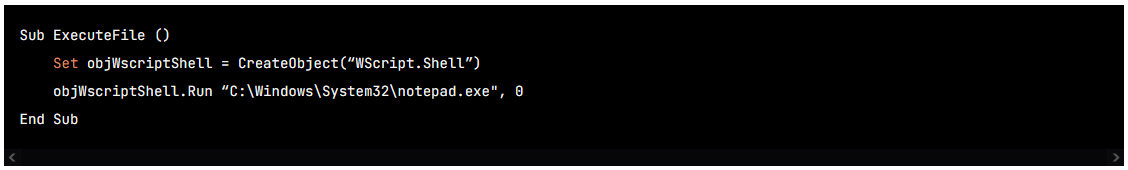 Sub ExecuteFile ()
Set objWscriptShell = CreateObject(“WScript.Shell”)
objWscriptShell.Run “C:\Windows\System32\notepad.exe", 0
End Sub